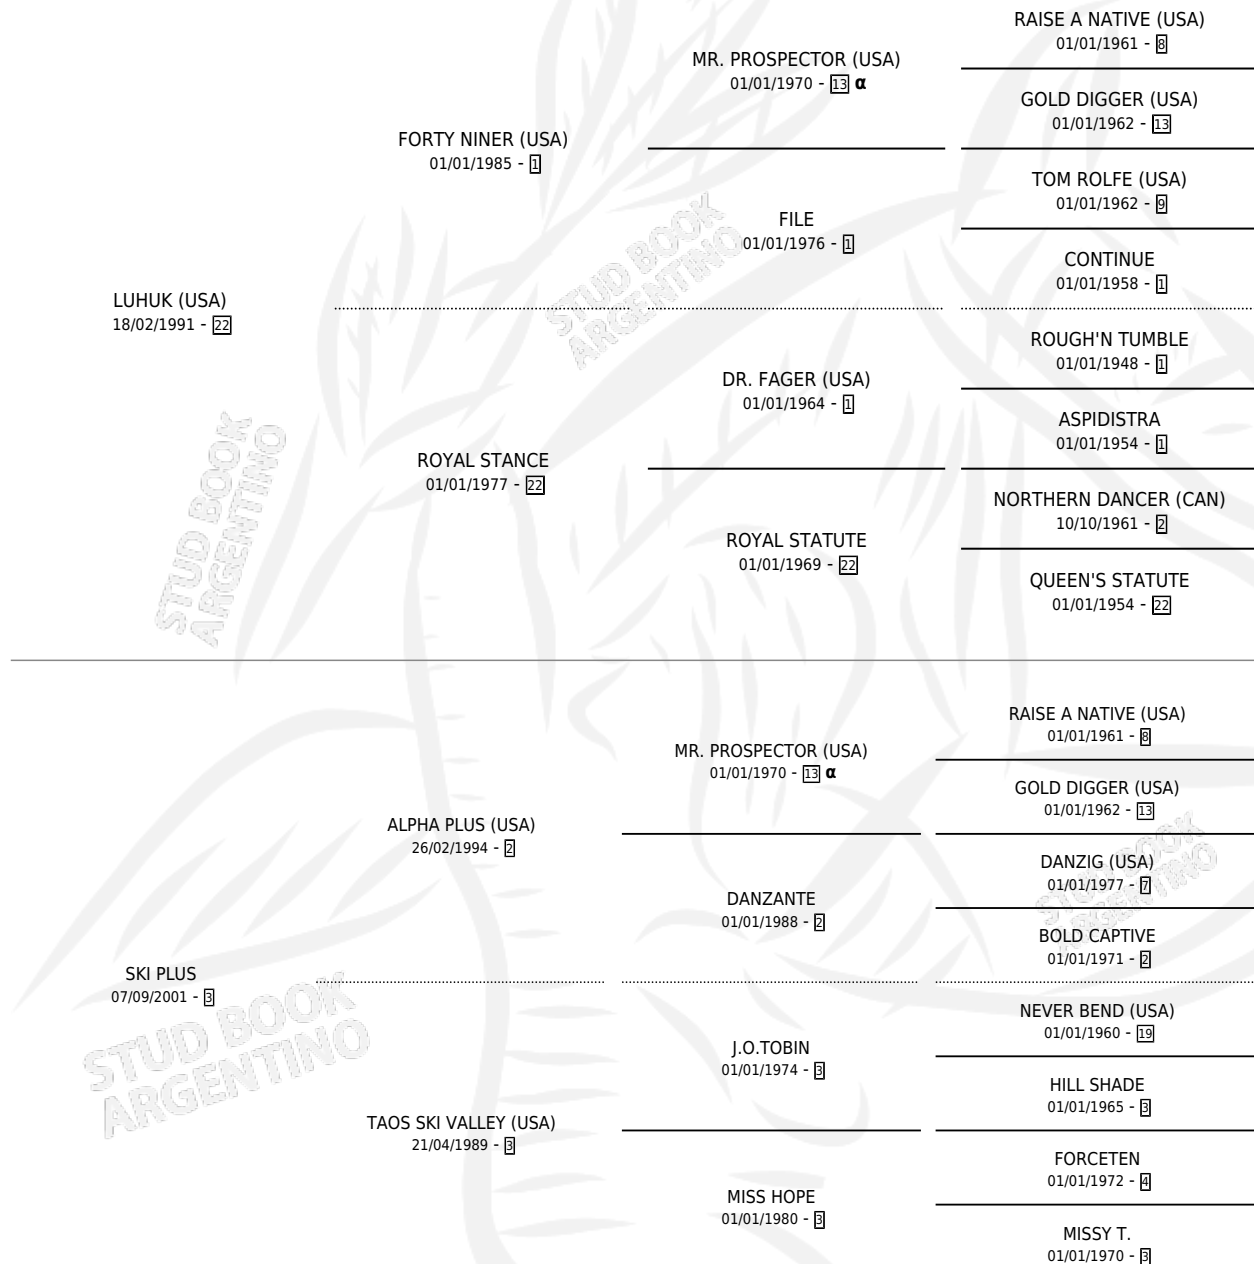 RAISE A NATIVE (USA)
01/01/1961 - 8
MR. PROSPECTOR (USA)
01/01/1970 - 13 α
GOLD DIGGER (USA)
01/01/1962 - 13
FORTY NINER (USA)
01/01/1985 - 1
TOM ROLFE (USA)
01/01/1962 - 9
FILE
01/01/1976 - 1
CONTINUE
01/01/1958 - 1
LUHUK (USA)
18/02/1991 - 22
ROUGH'N TUMBLE
01/01/1948 - 1
DR. FAGER (USA)
01/01/1964 - 1
ASPIDISTRA
01/01/1954 - 1
ROYAL STANCE
01/01/1977 - 22
NORTHERN DANCER (CAN)
10/10/1961 - 2
ROYAL STATUTE
01/01/1969 - 22
QUEEN'S STATUTE
01/01/1954 - 22
STUD BOOK
ARGENTINO
STUD BOOK
ARGENTINO
RAISE A NATIVE (USA)
01/01/1961 - 8
MR. PROSPECTOR (USA)
01/01/1970 - 13 α
GOLD DIGGER (USA)
01/01/1962 - 13
ALPHA PLUS (USA)
26/02/1994 - 2
DANZIG (USA)
01/01/1977 - 7
DANZANTE
01/01/1988 - 2
BOLD CAPTIVE
01/01/1971 - 2
SKI PLUS
07/09/2001 - 3
NEVER BEND (USA)
01/01/1960 - 19
J.O.TOBIN
01/01/1974 - 3
HILL SHADE
01/01/1965 - 3
TAOS SKI VALLEY (USA)
21/04/1989 - 3
FORCETEN
01/01/1972 - 4
MISS HOPE
01/01/1980 - 3
MISSY T.
01/01/1970 - 3
STUD BOOK
ARGENTINO
STUD BOOK
ARGENTINO